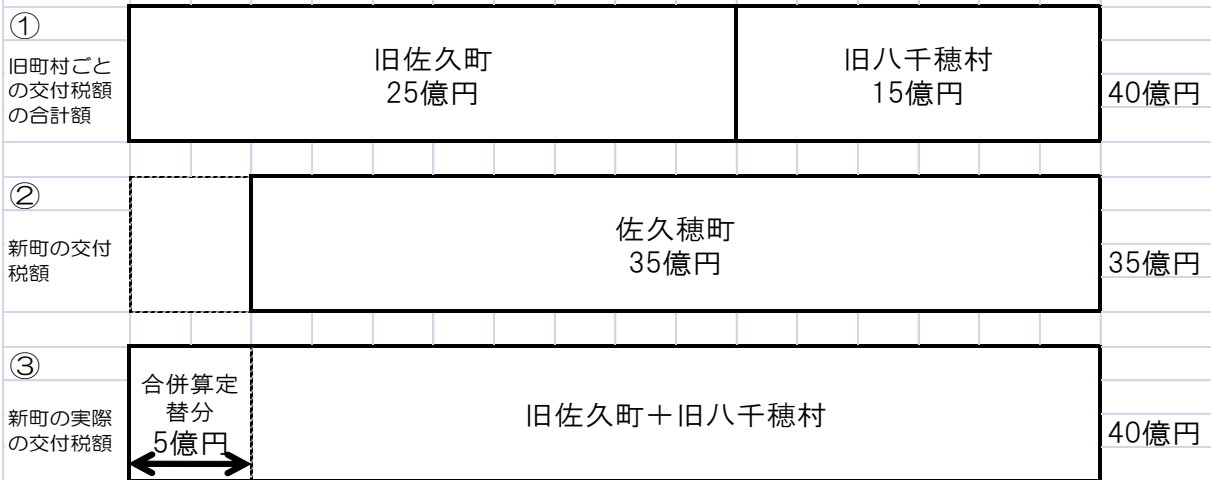 ①
旧町村ごと
の交付税額
の合計額
旧佐久町
25億円
旧八千穂村
15億円
40億円
②
新町の交付
税額
佐久穂町
35億円
35億円
③
新町の実際
の交付税額
合併算定
替分
5億円
旧佐久町＋旧八千穂村
40億円